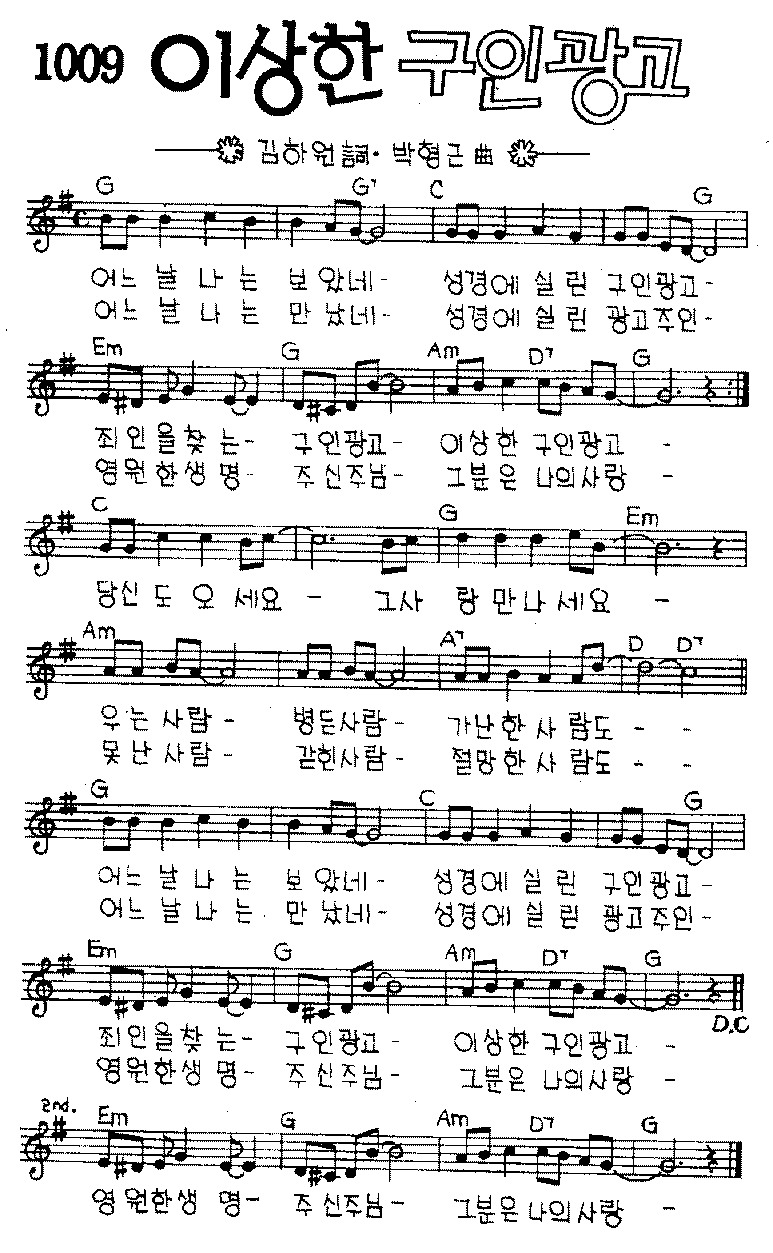 1009 이상한 구인광고
김하원 詞· 박형근 曲
G G7 C G
어느 날 나 는 보 았네- 성경에 실 린 구인광고-
어느 날 나 는 만 났네- 성경에 실 린 광고주인-
Em G Am D7 G
죄 인 을 찾 는- 구 인광고- 이상 한 구 인광고 -
영 원 한 생 명- 주 신주님- 그분 은 나의사랑 -
C G Em
당신 도 오 세요 - 그사 랑 만 나 세요 -
Am A7 D D7
우 는 사람- 병든사람- 가 난 한 사 람도 - -
못 난 사람- 갇힌사람- 절 망 한 사 람도 - -
G C G
어느 날 나 는 보 았네- 성경에 실 린 구인광고-
어느 날 나 는 만 났네- 성경에 실 린 광고주인-
Em G Am D7 G
D.C
죄 인 을 찾 는- 구 인광고- 이상 한 구 인광고 -
영 원 한 생 명- 주 신주님- 그분 은 나의사랑 -
2nd. Em G Am D7 G
영 원 한 생 명- 주 신주님- 그분 은 나의사랑 -